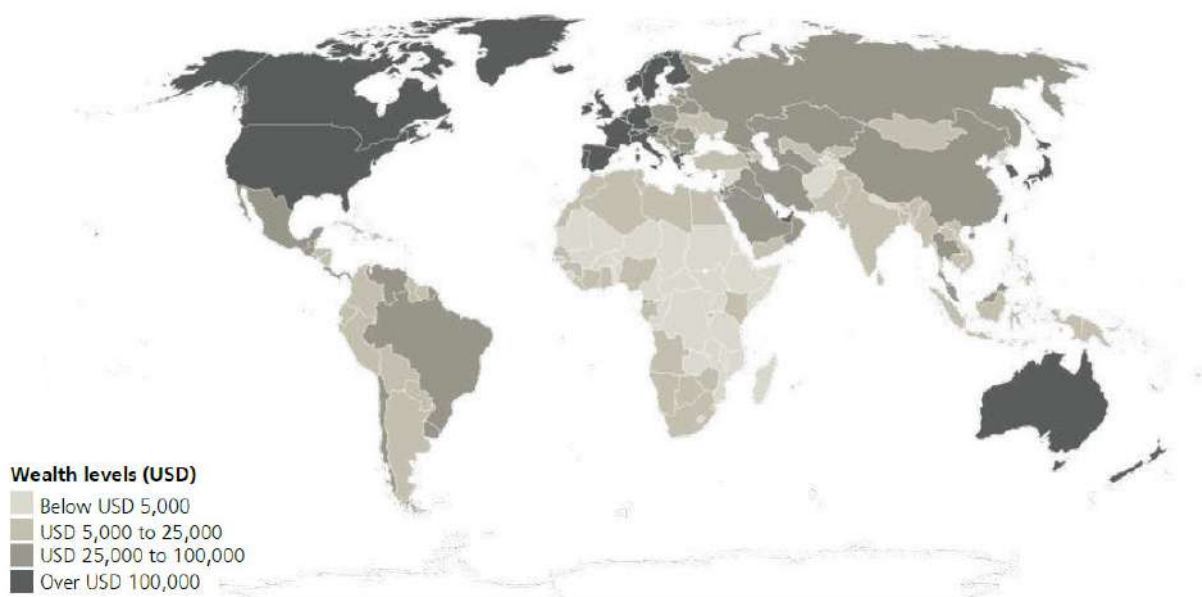 Wealth levels (USD)
Below USD 5,000
USD 5,000 to 25,000
USD 25,000 to 100,000
Over USD 100,000